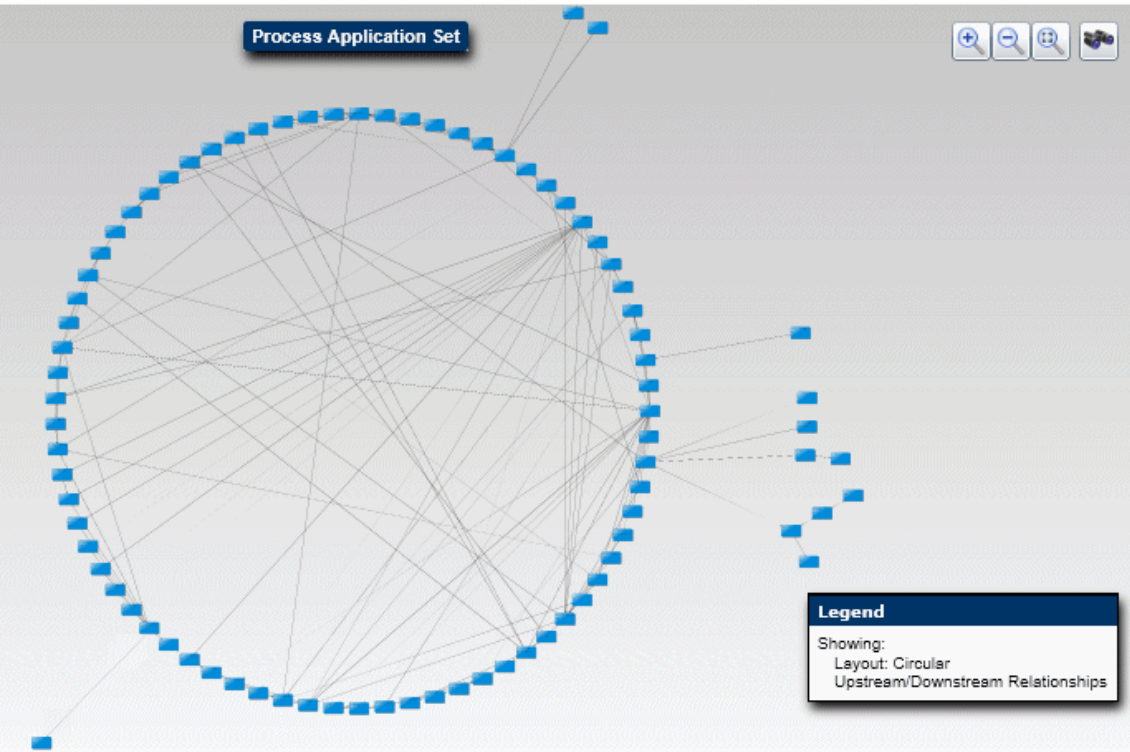 Process Application Set
Legend
Showing:
Layout: Circular
Upstream/Downstream Relationships